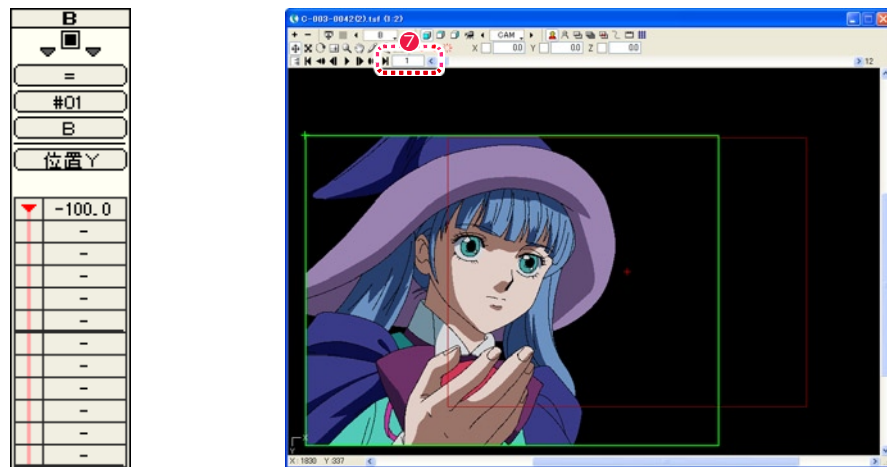 B
=
#01
B
位置Y
-100.0
-
-
-
-
-
-
-
-
-
-
-
C-003-0042(2).tsf (1:2)
B CAM
X 0.0 Y 0.0 Z 0.0
7
1
12
X
Y
X:1830 Y:337